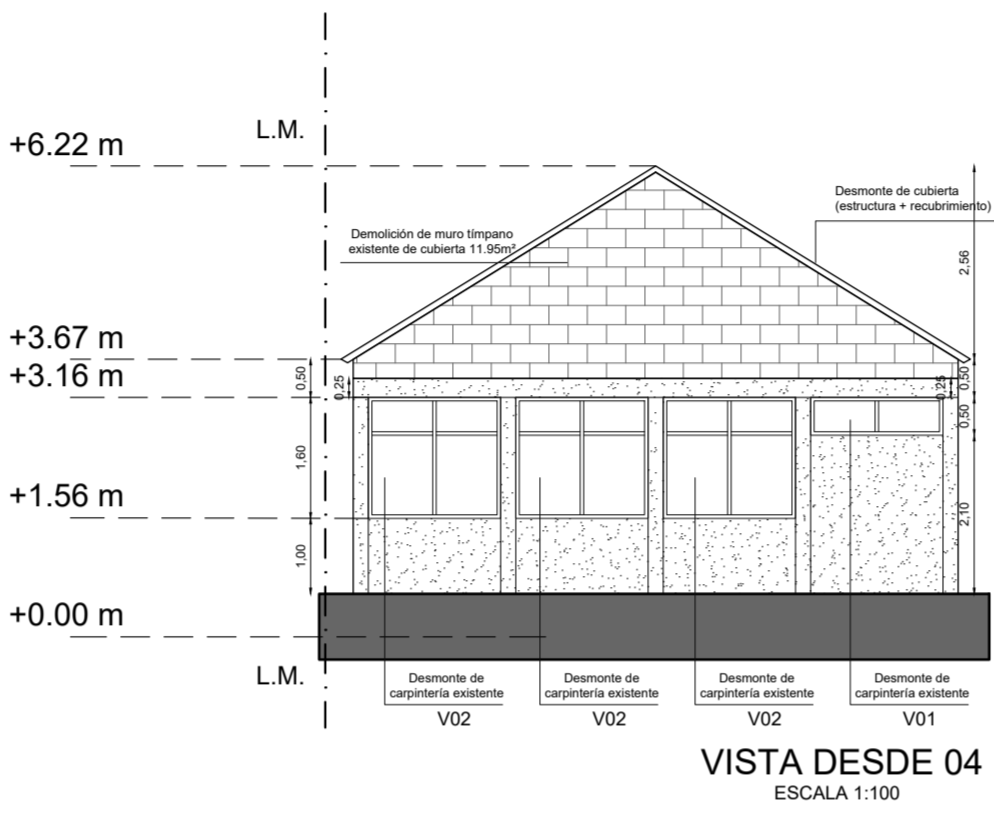 L.M.
+6.22 m
Desmonte de cubierta
(estructura + recubrimiento)
Demolición de muro tímpano
existente de cubierta 11.95m²
2,56
+3.67 m
+3.16 m
0,50
0,25
0,25
0,50
0,50
1,60
+1.56 m
2,10
1,00
+0.00 m
L.M.
Desmonte de
carpintería existente
V02
Desmonte de
carpintería existente
V02
Desmonte de
carpintería existente
V02
Desmonte de
carpintería existente
V01
VISTA DESDE 04
ESCALA 1:100